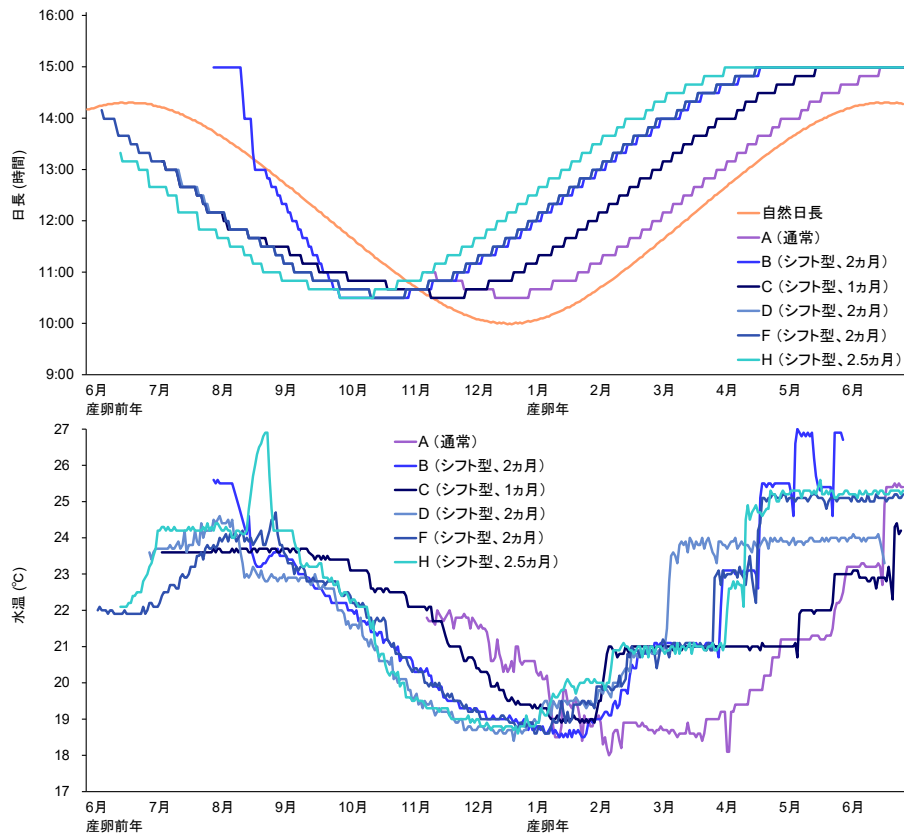 16:00
15:00
14:00
13:00
12:00
11:00
10:00
9:00
日長 (時間)
自然日長
A (通常)
B (シフト型、2ヵ月)
C (シフト型、1ヵ月)
D (シフト型、2ヵ月)
F (シフト型、2ヵ月)
H (シフト型、2.5ヵ月)
6月 7月 8月 9月 10月 11月 12月 1月 2月 3月 4月 5月 6月
産卵前年 産卵年
27
26
25
24
23
22
21
20
19
18
17
水温 (℃)
A (通常)
B (シフト型、2ヵ月)
C (シフト型、1ヵ月)
D (シフト型、2ヵ月)
F (シフト型、2ヵ月)
H (シフト型、2.5ヵ月)
6月 7月 8月 9月 10月 11月 12月 1月 2月 3月 4月 5月 6月
産卵前年 産卵年